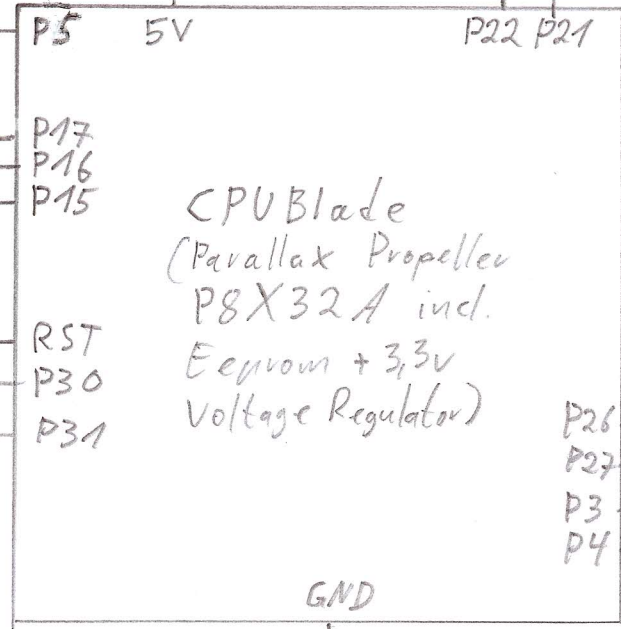 P5 5V P22 P21
P17
P16
P15
CPUBlade
(Parallax Propeller
P8X32A incl.
RST
Eeprom + 3,3v
P30
Voltage Regulator)
P31
P26
P27
P3
P4
GND